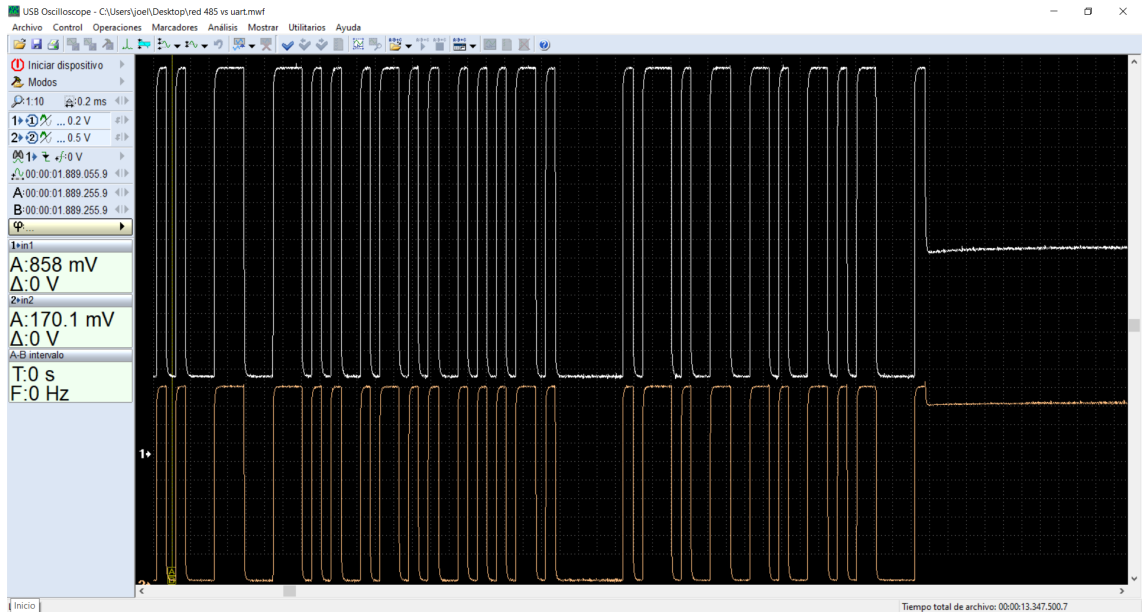 USB Oscilloscope - C:\Users\joel\Desktop\red 485 vs uart.mwf
Archivo Control Operaciones Marcadores Análisis Mostrar Utilitarios Ayuda
Iniciar dispositivo
Modos
1:10 0.2 ms
1 1 ... 0.2 V
2 2 ... 0.5 V
1 f:0 V
00:00:01.889.055.9
A:00:00:01.889.255.9
B:00:00:01.889.255.9
φ:...
1 in1
A:858 mV
Δ:0 V
2 in2
A:170.1 mV
Δ:0 V
A-B intervalo
T:0 s
F:0 Hz
1
2
Inicio
Tiempo total de archivo: 00:00:13.347.500.7